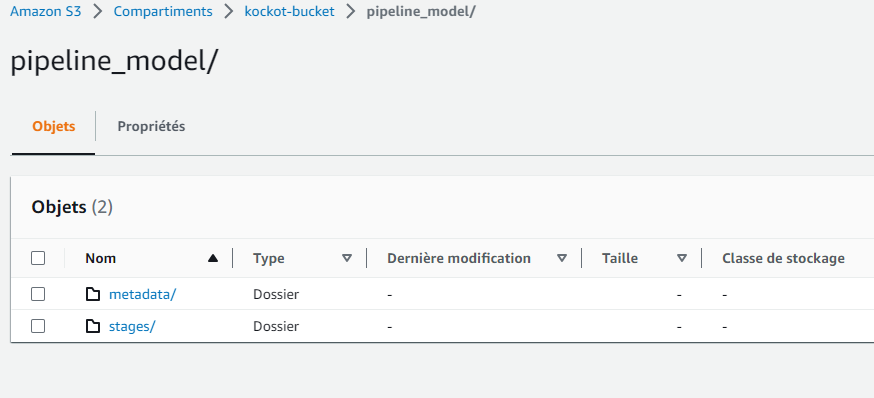 Amazon S3 > Compartiments > kockot-bucket > pipeline_model/
pipeline_model/
Objets Propriétés
Objets (2)
Nom Type Dernière modification Taille Classe de stockage
metadata/ Dossier - - -
stages/ Dossier - - -